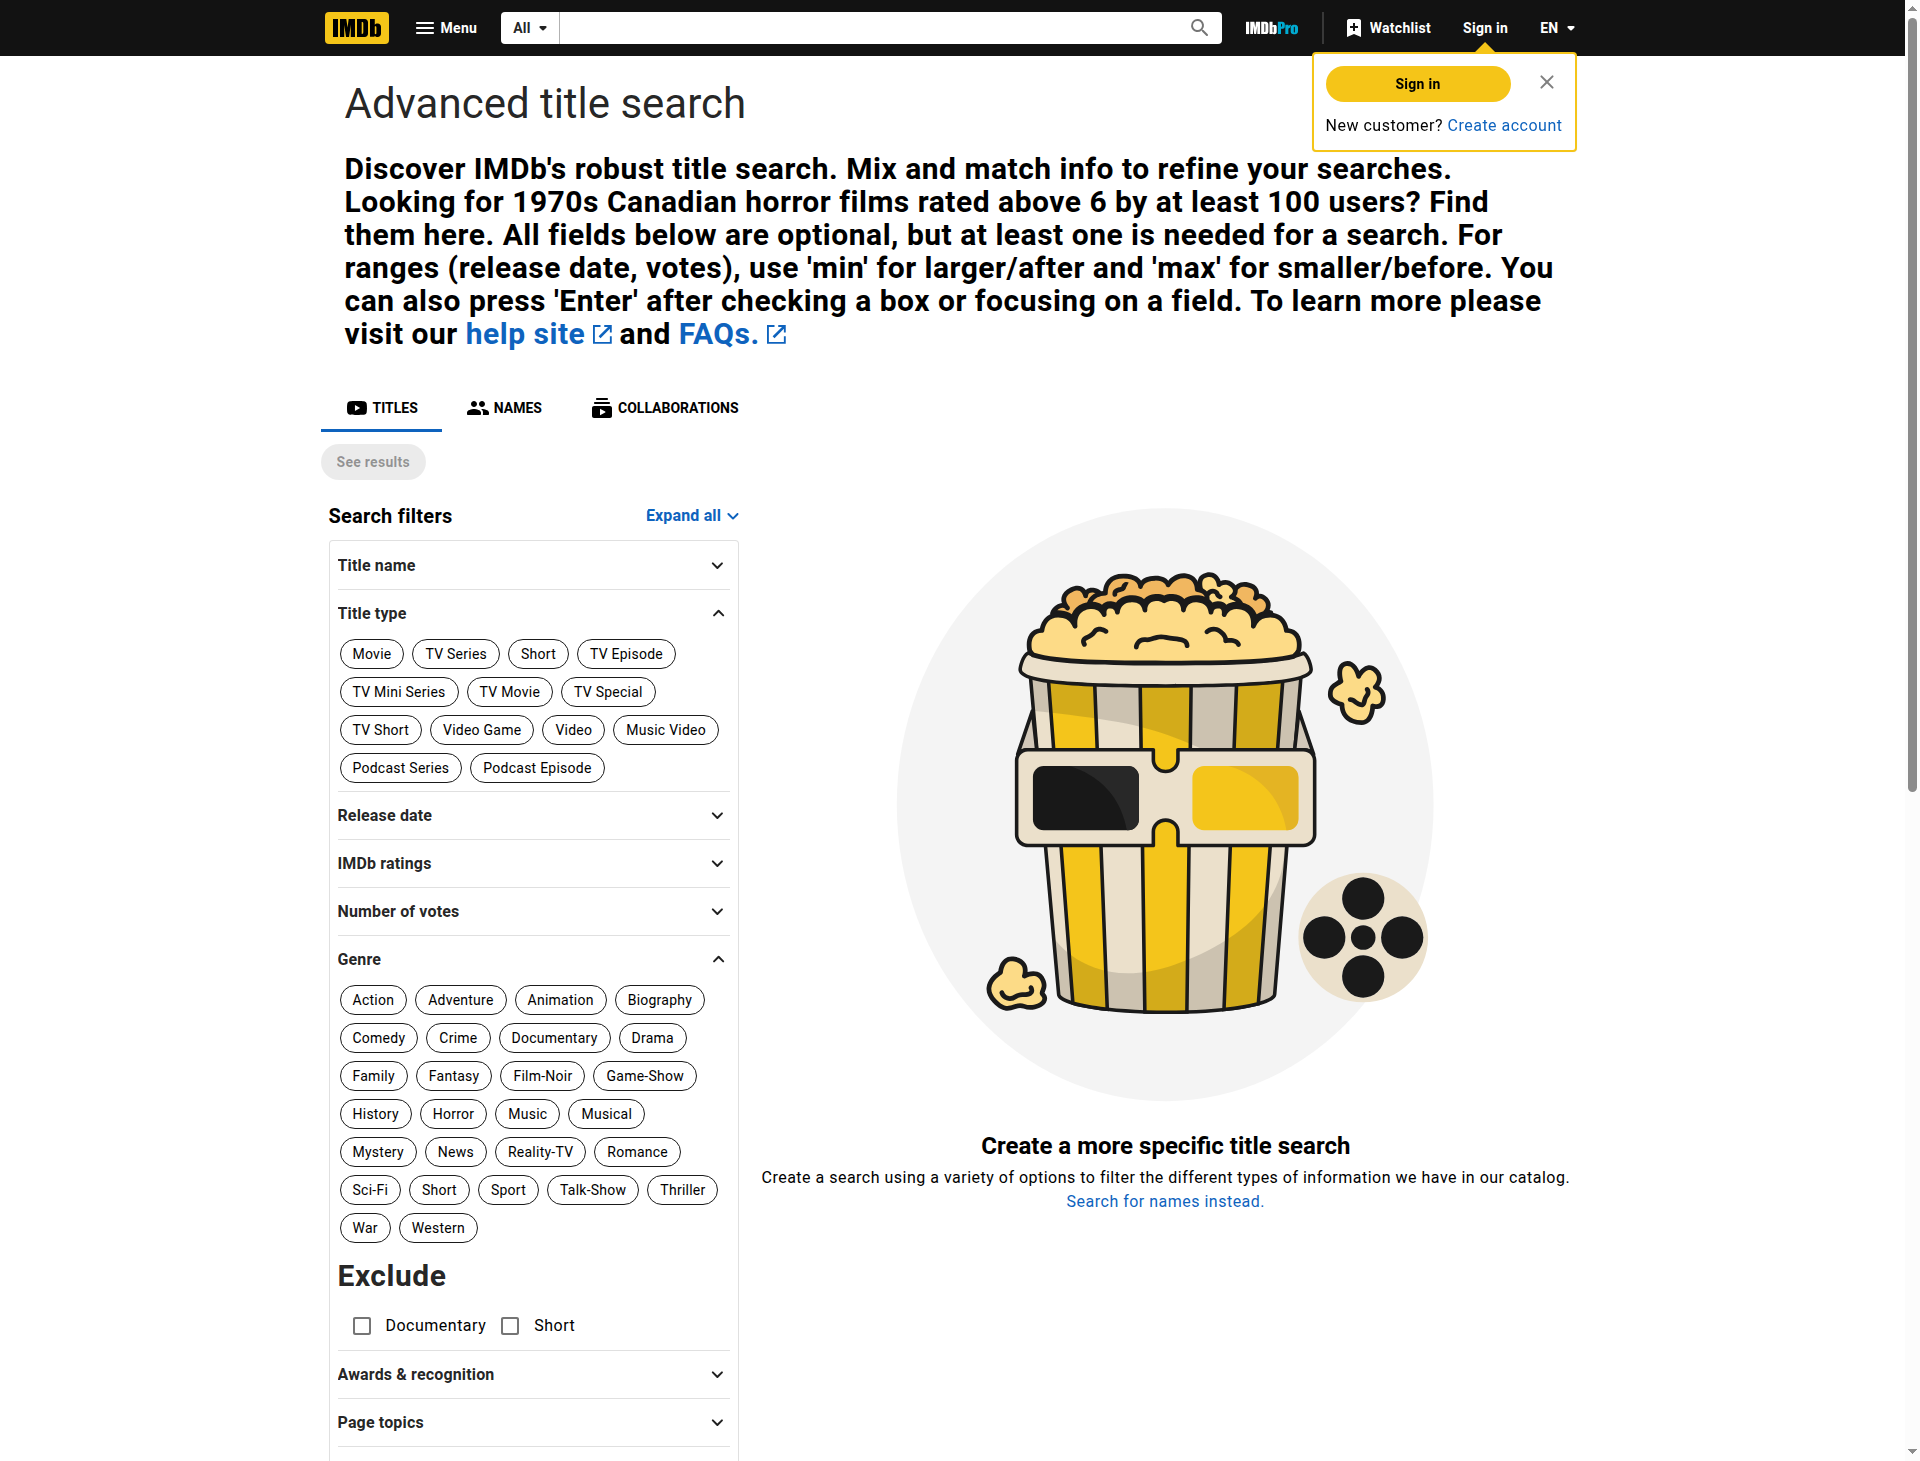 IMDb Menu All IMDbPro Watchlist Sign in EN
Sign in
New customer? Create account
Advanced title search
Discover IMDb's robust title search. Mix and match info to refine your searches.
Looking for 1970s Canadian horror films rated above 6 by at least 100 users? Find
them here. All fields below are optional, but at least one is needed for a search. For
ranges (release date, votes), use 'min' for larger/after and 'max' for smaller/before. You
can also press 'Enter' after checking a box or focusing on a field. To learn more please
visit our help site and FAQs.
TITLES NAMES COLLABORATIONS
See results
Search filters Expand all
Title name
Title type
Movie TV Series Short TV Episode
TV Mini Series TV Movie TV Special
TV Short Video Game Video Music Video
Podcast Series Podcast Episode
Release date
IMDb ratings
Number of votes
Genre
Action Adventure Animation Biography
Comedy Crime Documentary Drama
Family Fantasy Film-Noir Game-Show
History Horror Music Musical
Mystery News Reality-TV Romance
Sci-Fi Short Sport Talk-Show Thriller
War Western
Exclude
Documentary Short
Awards & recognition
Page topics
Create a more specific title search
Create a search using a variety of options to filter the different types of information we have in our catalog.
Search for names instead.